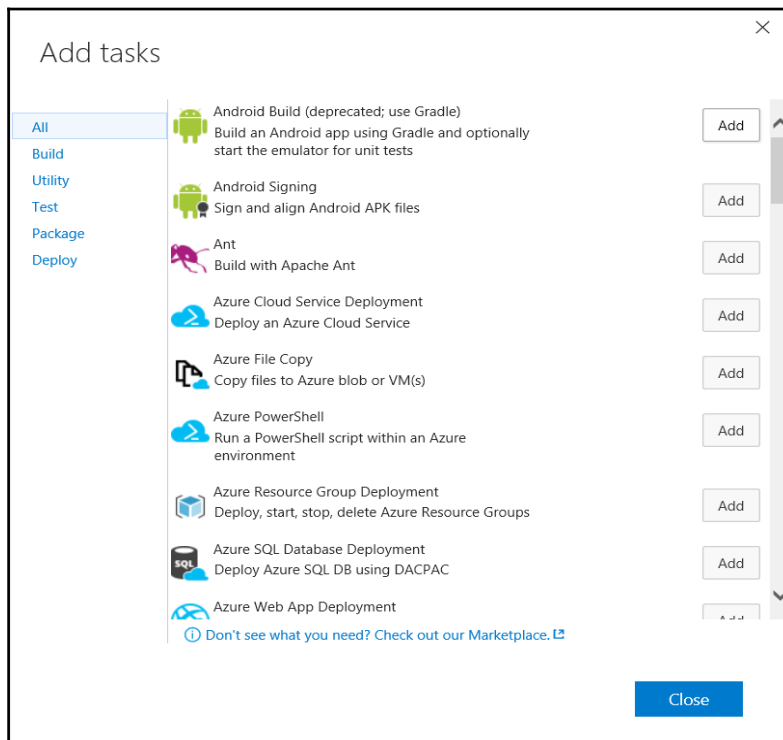 Add tasks
All
Build
Utility
Test
Package
Deploy
Android Build (deprecated; use Gradle)
Build an Android app using Gradle and optionally
start the emulator for unit tests
Add
Android Signing
Sign and align Android APK files
Add
Ant
Build with Apache Ant
Add
Azure Cloud Service Deployment
Deploy an Azure Cloud Service
Add
Azure File Copy
Copy files to Azure blob or VM(s)
Add
Azure PowerShell
Run a PowerShell script within an Azure
environment
Add
Azure Resource Group Deployment
Deploy, start, stop, delete Azure Resource Groups
Add
SQL
Azure SQL Database Deployment
Deploy Azure SQL DB using DACPAC
Add
Azure Web App Deployment
Add
Don't see what you need? Check out our Marketplace.
Close